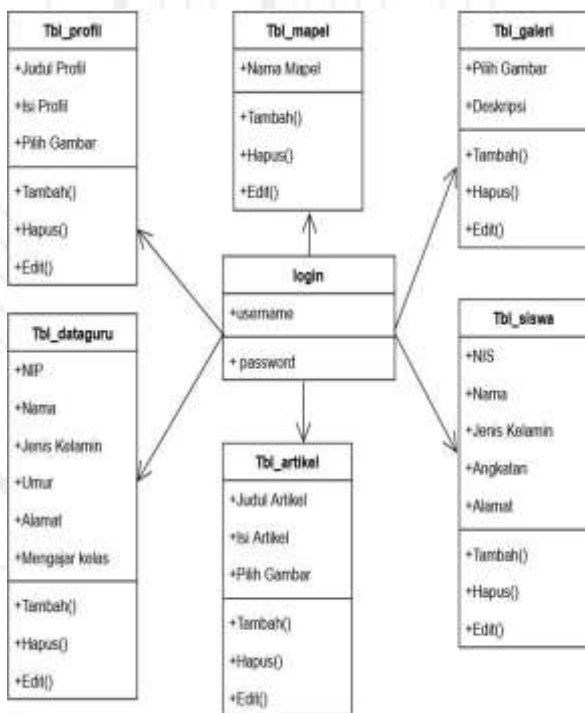 Tbl_profil
+Judul Profil
+Isi Profil
+Pilih Gambar
+Tambah()
+Hapus()
+Edit()
Tbl_mapel
+Nama Mapel
+Tambah()
+Hapus()
+Edit()
Tbl_galeri
+Pilih Gambar
+Deskripsi
+Tambah()
+Hapus()
+Edit()
login
+username
+ password
Tbl_dataguru
+NIP
+Nama
+Jenis Kelamin
+Umur
+Alamat
+Mengajar kelas
+Tambah()
+Hapus()
+Edit()
Tbl_artikel
+Judul Artikel
+Isi Artikel
+Pilih Gambar
+Tambah()
+Hapus()
+Edit()
Tbl_siswa
+NIS
+Nama
+Jenis Kelamin
+Angkatan
+Alamat
+Tambah()
+Hapus()
+Edit()